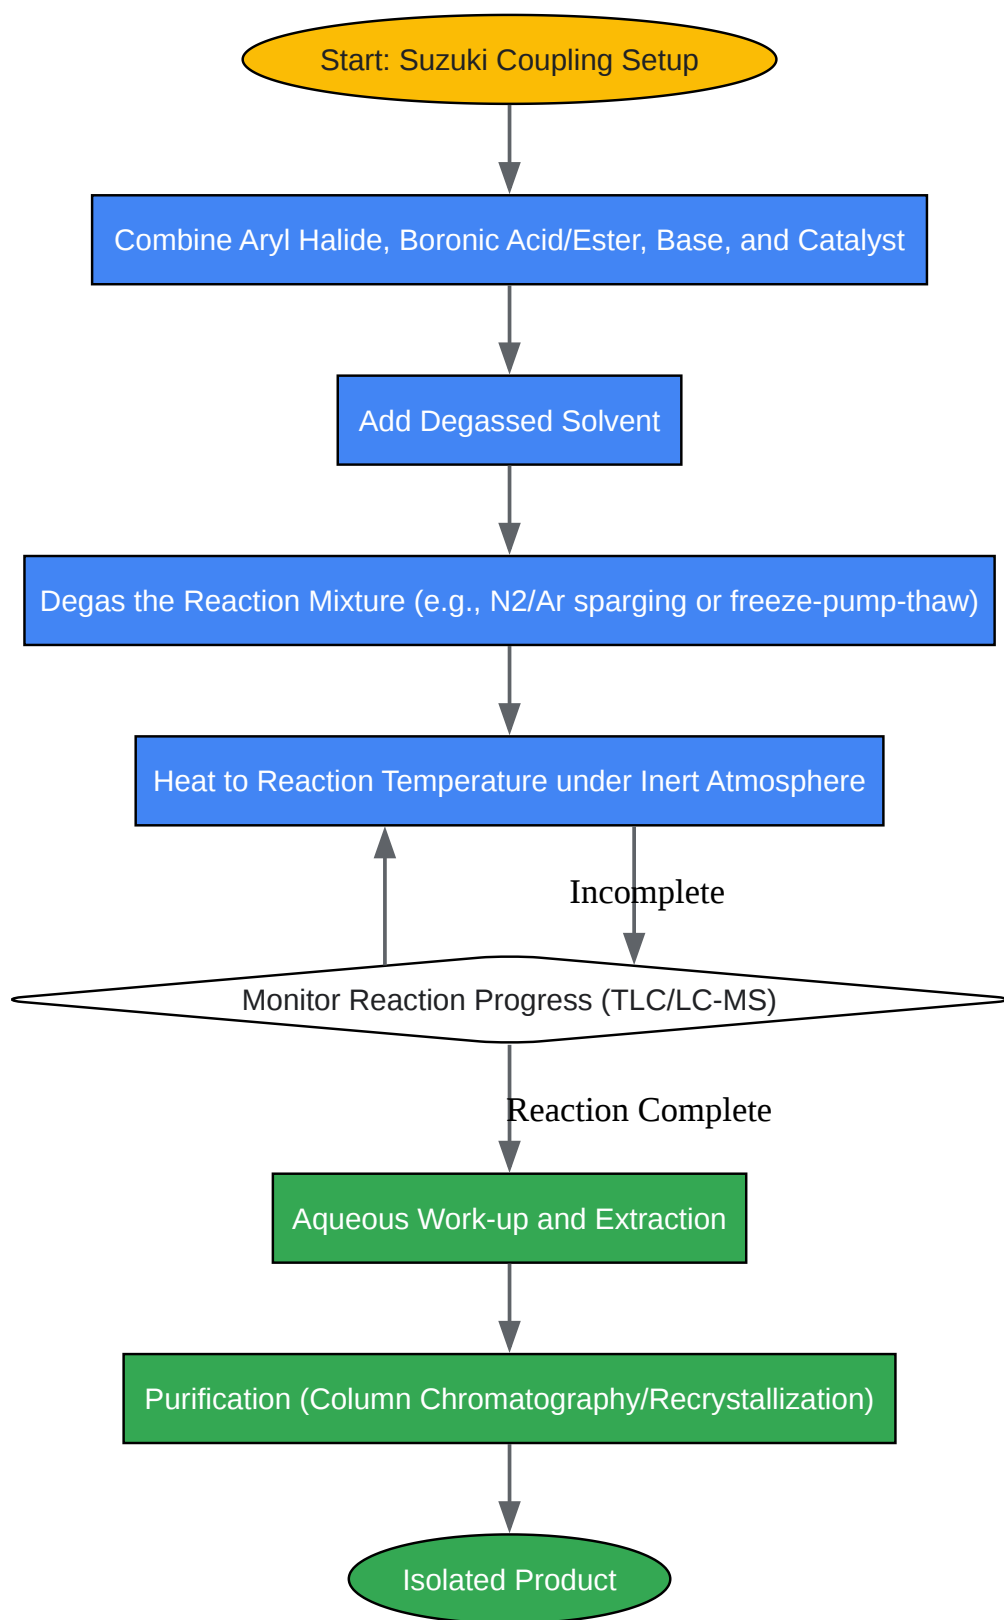 Start: Suzuki Coupling Setup
Combine Aryl Halide, Boronic Acid/Ester, Base, and Catalyst
Add Degassed Solvent
Degas the Reaction Mixture (e.g., N2/Ar sparging or freeze-pump-thaw)
Heat to Reaction Temperature under Inert Atmosphere
Incomplete
Monitor Reaction Progress (TLC/LC-MS)
Reaction Complete
Aqueous Work-up and Extraction
Purification (Column Chromatography/Recrystallization)
Isolated Product